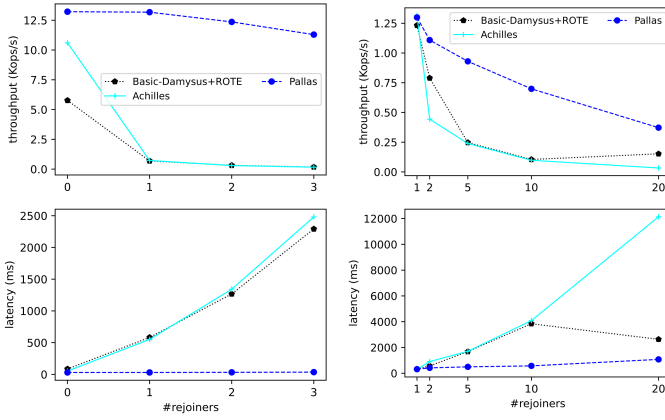 12.5
10.0
7.5
5.0
2.5
0.0
throughput (Kops/s)
Basic-Damysus+ROTE
Achilles
Pallas
0 1 2 3
1.25
1.00
0.75
0.50
0.25
0.00
throughput (Kops/s)
Basic-Damysus+ROTE
Achilles
Pallas
1 2 5 10 20
2500
2000
1500
1000
500
0
latency (ms)
0 1 2 3
#rejoiners
12000
10000
8000
6000
4000
2000
0
latency (ms)
1 2 5 10 20
#rejoiners